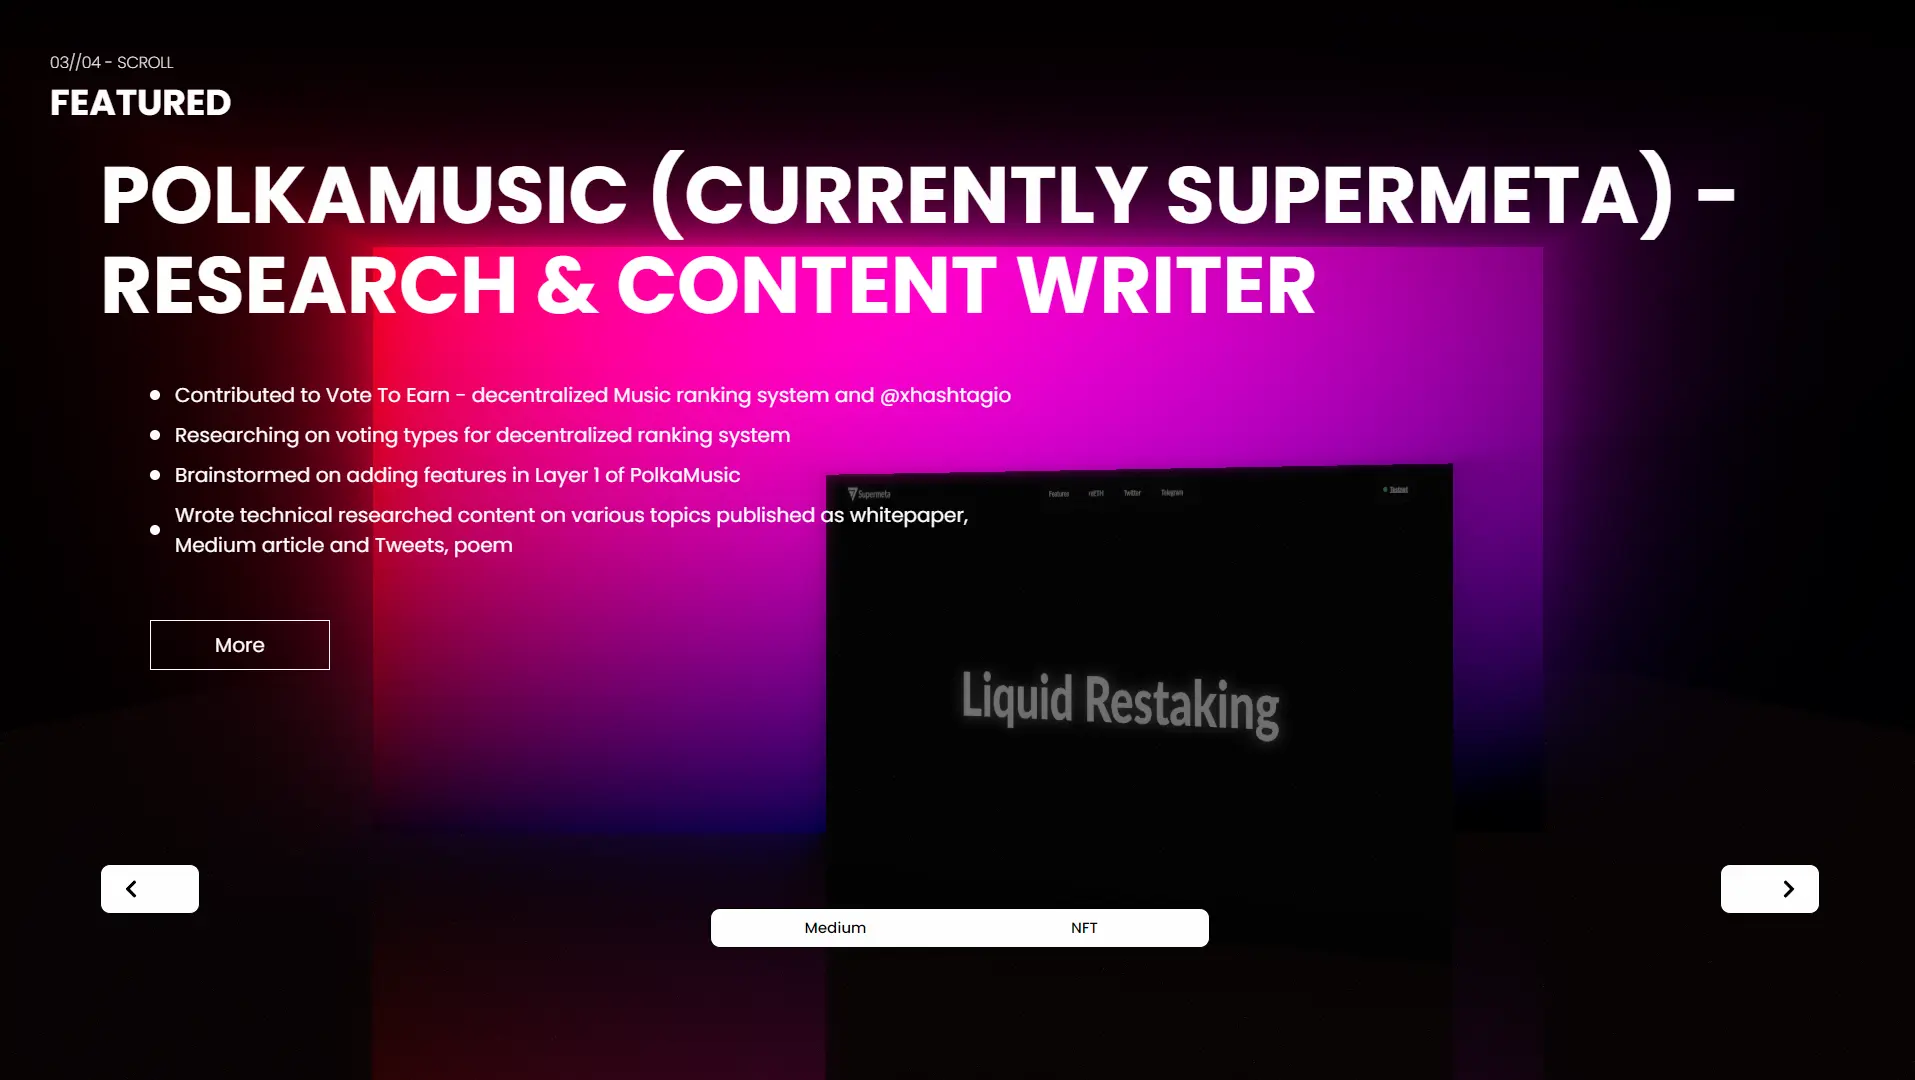 03//04 - SCROLL
FEATURED
POLKAMUSIC (CURRENTLY SUPERMETA) -
RESEARCH & CONTENT WRITER
Contributed to Vote To Earn - decentralized Music ranking system and @xhashtagio
Researching on voting types for decentralized ranking system
Brainstormed on adding features in Layer 1 of PolkaMusic
Wrote technical researched content on various topics published as whitepaper,
Medium article and Tweets, poem
More
Supermeta
Features reETH Twitter Telegram
Testnet
Liquid Restaking
Medium NFT